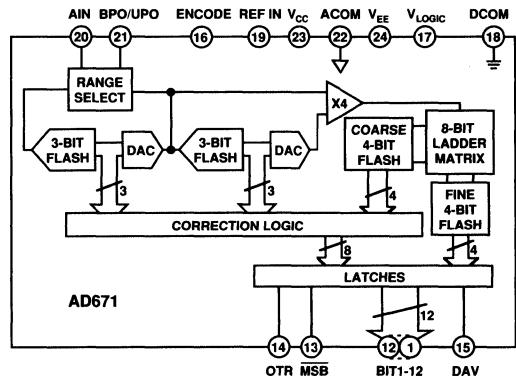 AIN BPO/UPO ENCODE REF IN VCC ACOM VEE VLOGIC DCOM
20 21 16 19 23 22 24 17 18
RANGE
SELECT
X4
3-BIT
FLASH
DAC
3-BIT
FLASH
DAC
COARSE
4-BIT
FLASH
8-BIT
LADDER
MATRIX
3
3
4
FINE
4-BIT
FLASH
CORRECTION LOGIC
8
4
LATCHES
AD671
12
14 13 12 1 15
OTR MSB BIT1-12 DAV